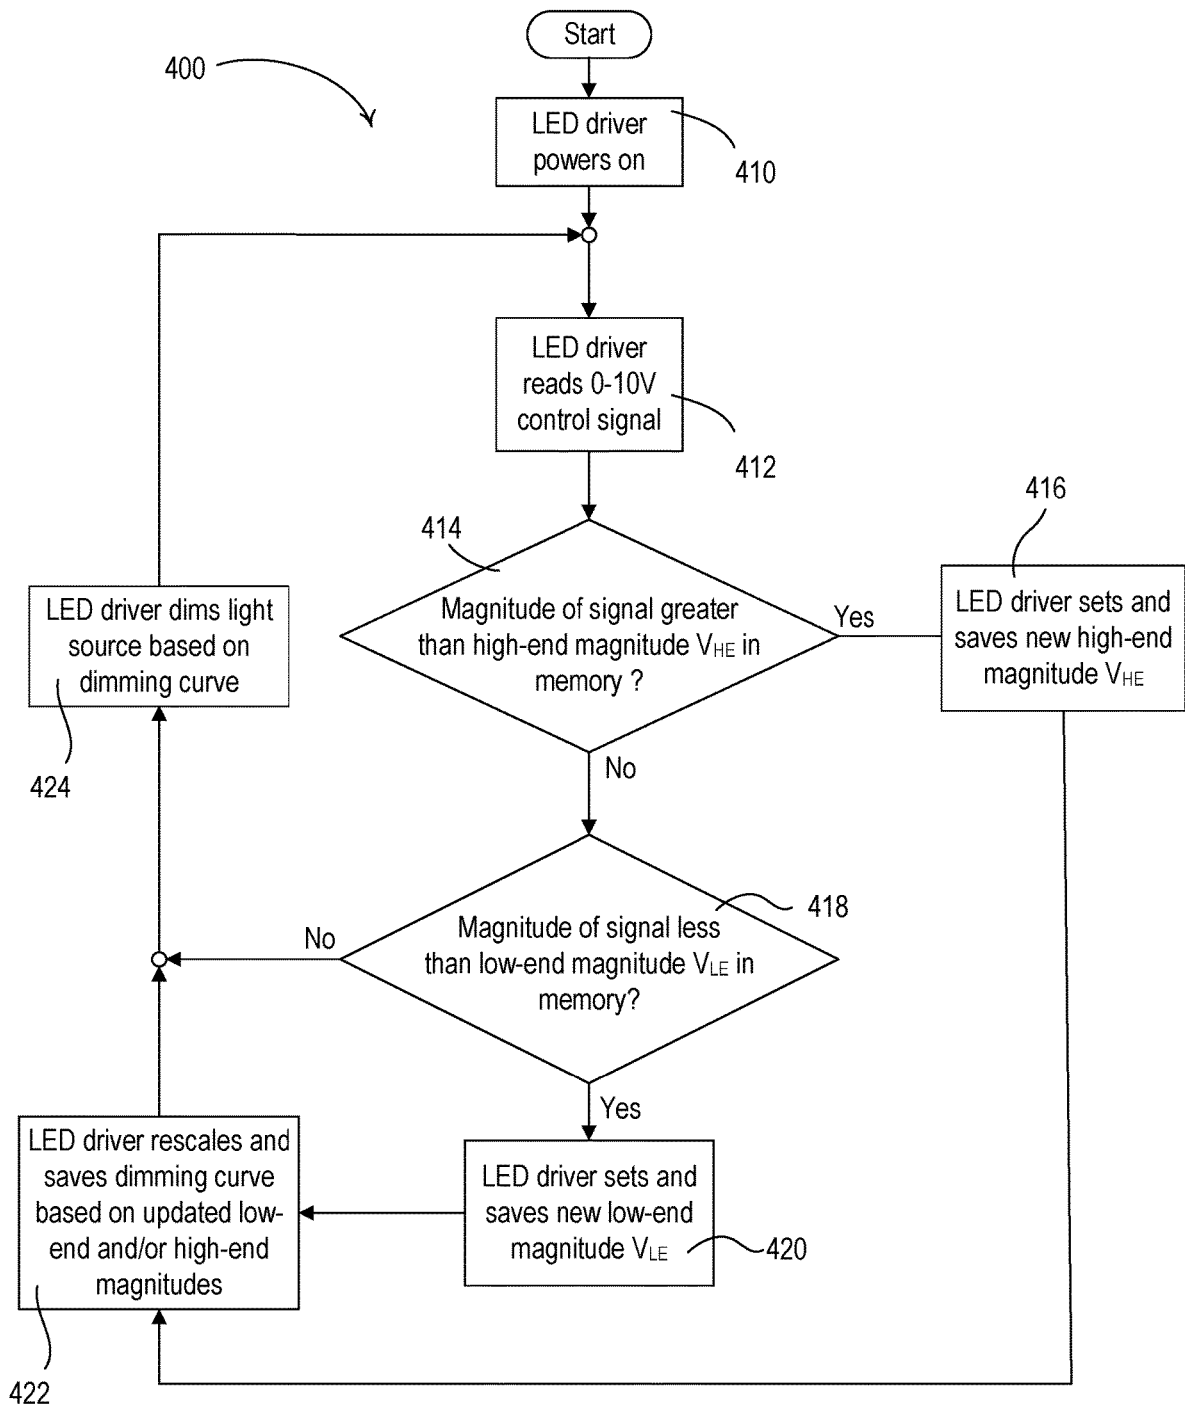 Start
400
LED driver
powers on
410
LED driver
reads 0-10V
control signal
412
414
Magnitude of signal greater
than high-end magnitude VHE in
memory ?
Yes
No
416
LED driver sets and
saves new high-end
magnitude VHE
LED driver dims light
source based on
dimming curve
424
418
Magnitude of signal less
than low-end magnitude VLE in
memory?
No
Yes
LED driver rescales and
saves dimming curve
based on updated low-
end and/or high-end
magnitudes
422
LED driver sets and
saves new low-end
magnitude VLE
420